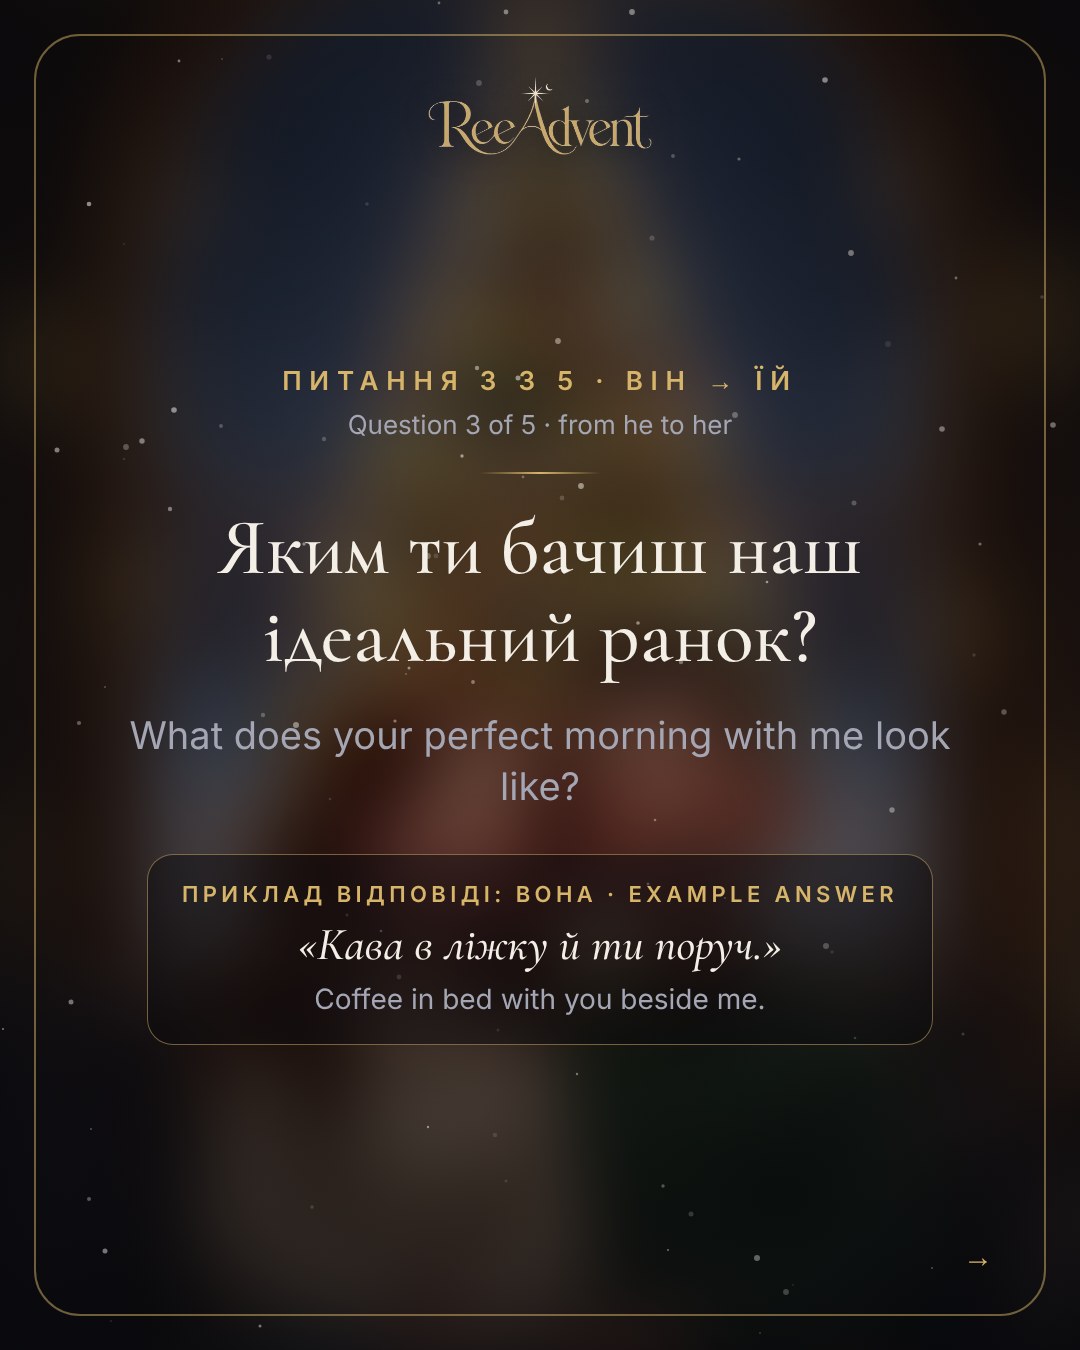 ReeAdvent
ПИТАННЯ 3 З 5 · ВІН → ЇЙ
Question 3 of 5 · from he to her
Яким ти бачиш наш
ідеальний ранок?
What does your perfect morning with me look
like?
ПРИКЛАД ВІДПОВІДІ: ВОНА · EXAMPLE ANSWER
«Кава в ліжку й ти поруч.»
Coffee in bed with you beside me.
→